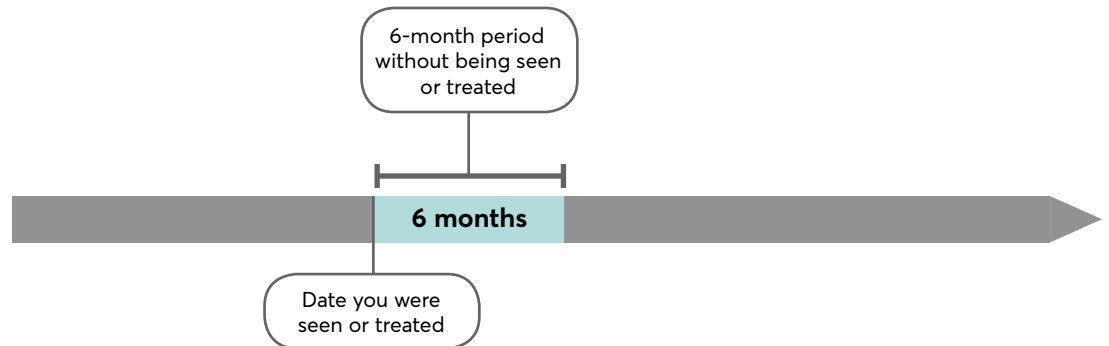 6-month period
without being seen
or treated
6 months
Date you were
seen or treated